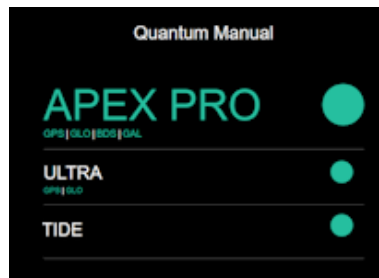 Quantum Manual
APEX PRO
GPS|GLO|BDS|GAL
ULTRA
GPS|GLO
TIDE